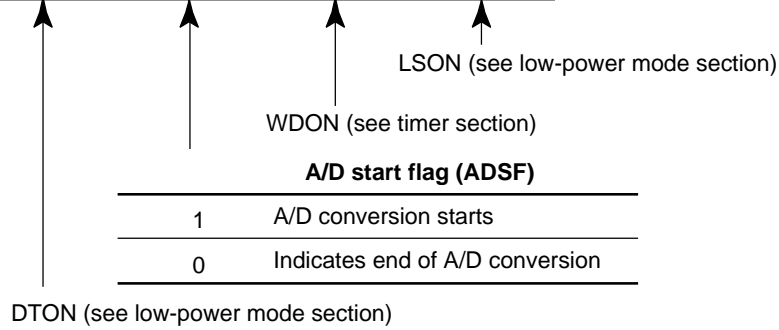 LSON (see low-power mode section)
WDON (see timer section)
A/D start flag (ADSF)
1 A/D conversion starts
0 Indicates end of A/D conversion
DTON (see low-power mode section)